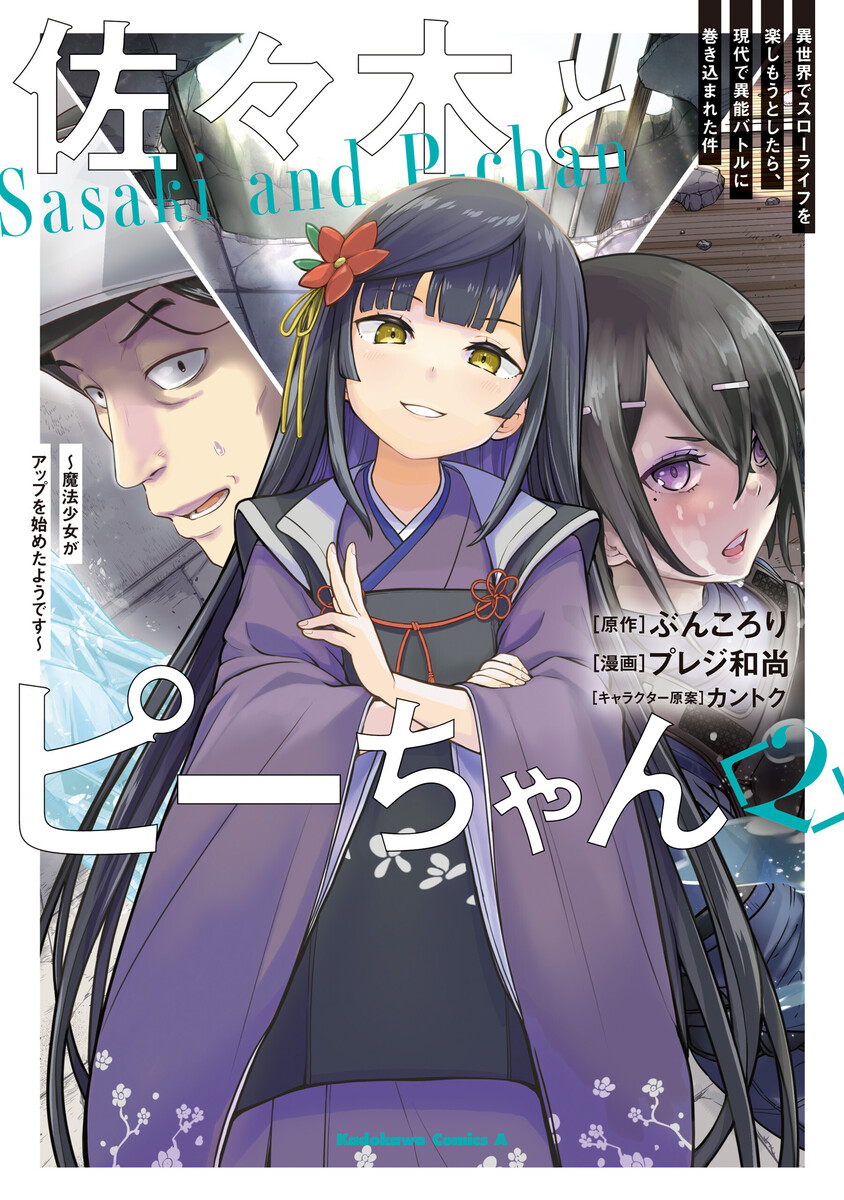 佐々木と
Sasaki and P-chan
異世界でスローライフを
楽しもうとしたら、
現代で異能バトルに
巻き込まれた件
～魔法少女が
アップを始めたようです～
[原作]ぶんころり
[漫画]プレジ和尚
[キャラクター原案]カントク
ピーちゃん
「2」
Kadokawa Comics A